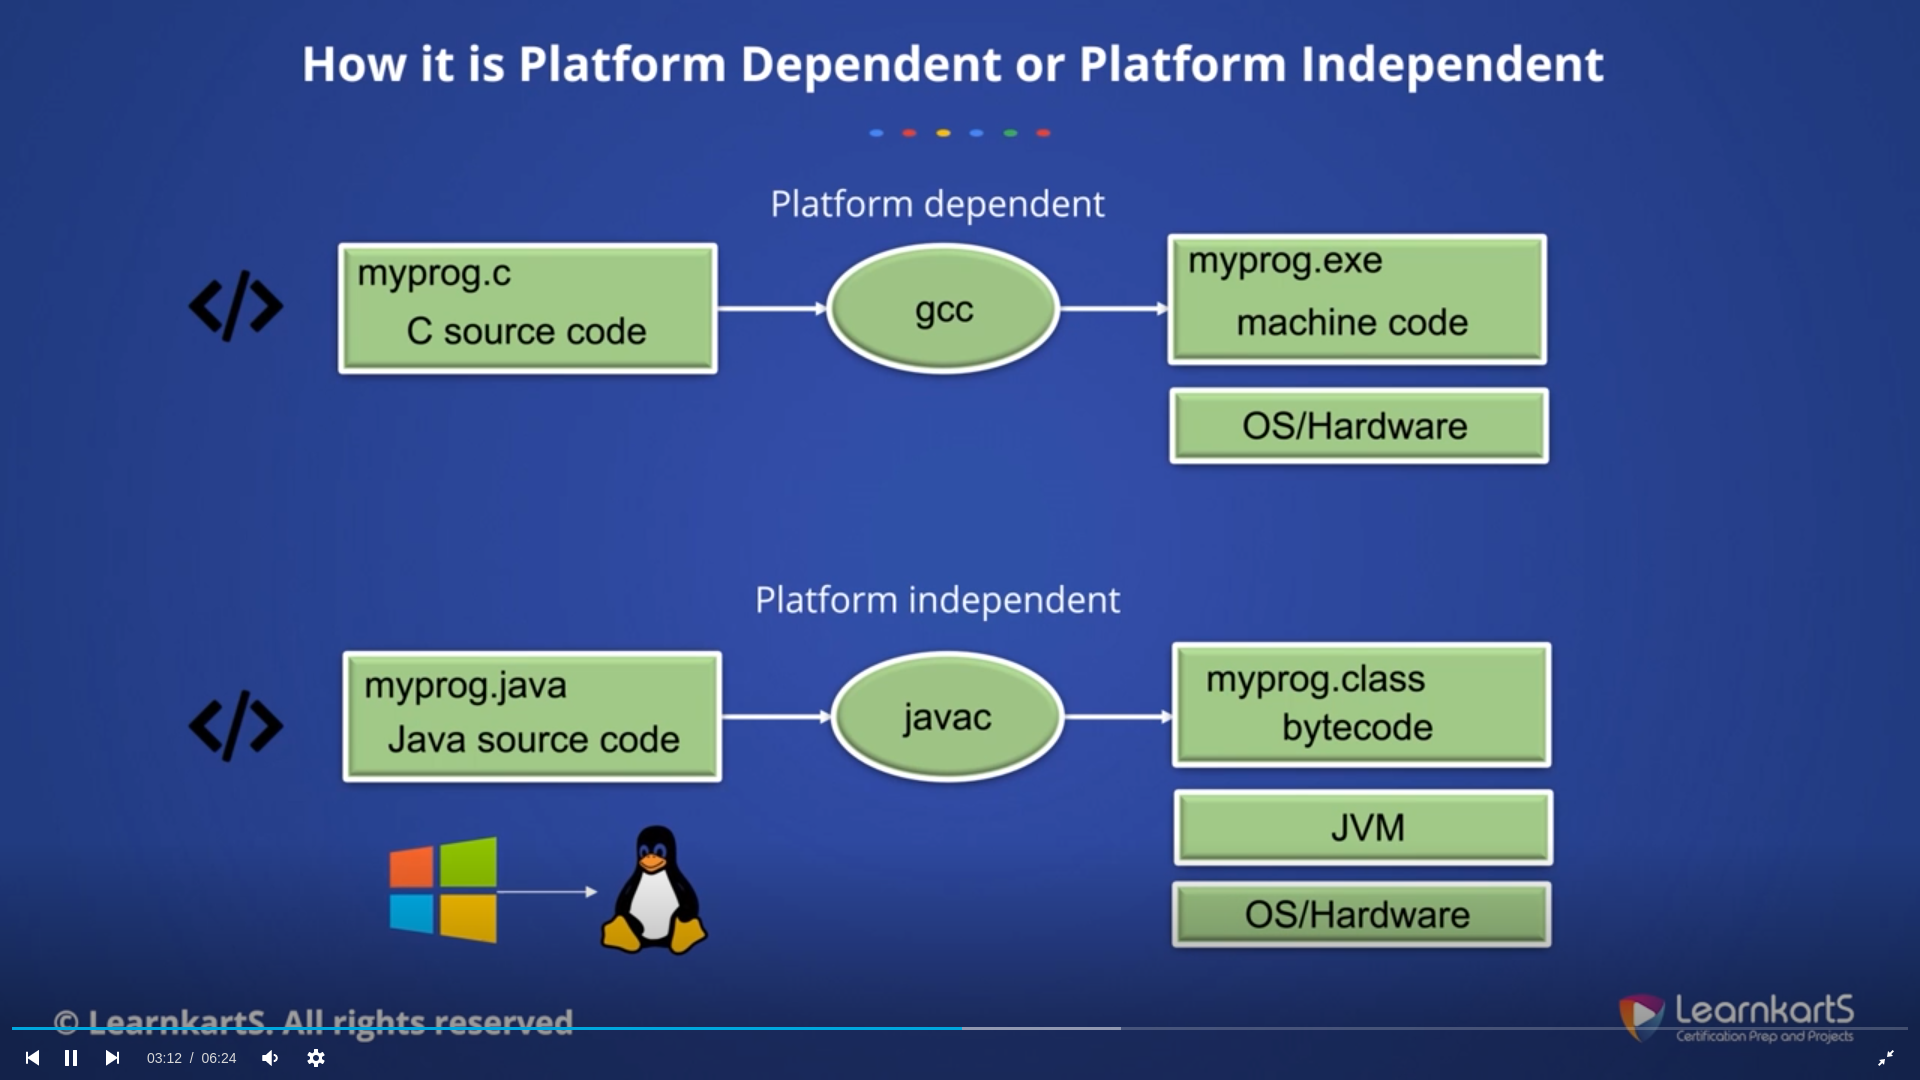 How it is Platform Dependent or Platform Independent
Platform dependent
myprog.c
C source code
gcc
myprog.exe
machine code
OS/Hardware
Platform independent
myprog.java
Java source code
javac
myprog.class
bytecode
JVM
OS/Hardware
© LearnkartS. All rights reserved
LearnkartS
Certification Prep and Projects
03:12 / 06:24